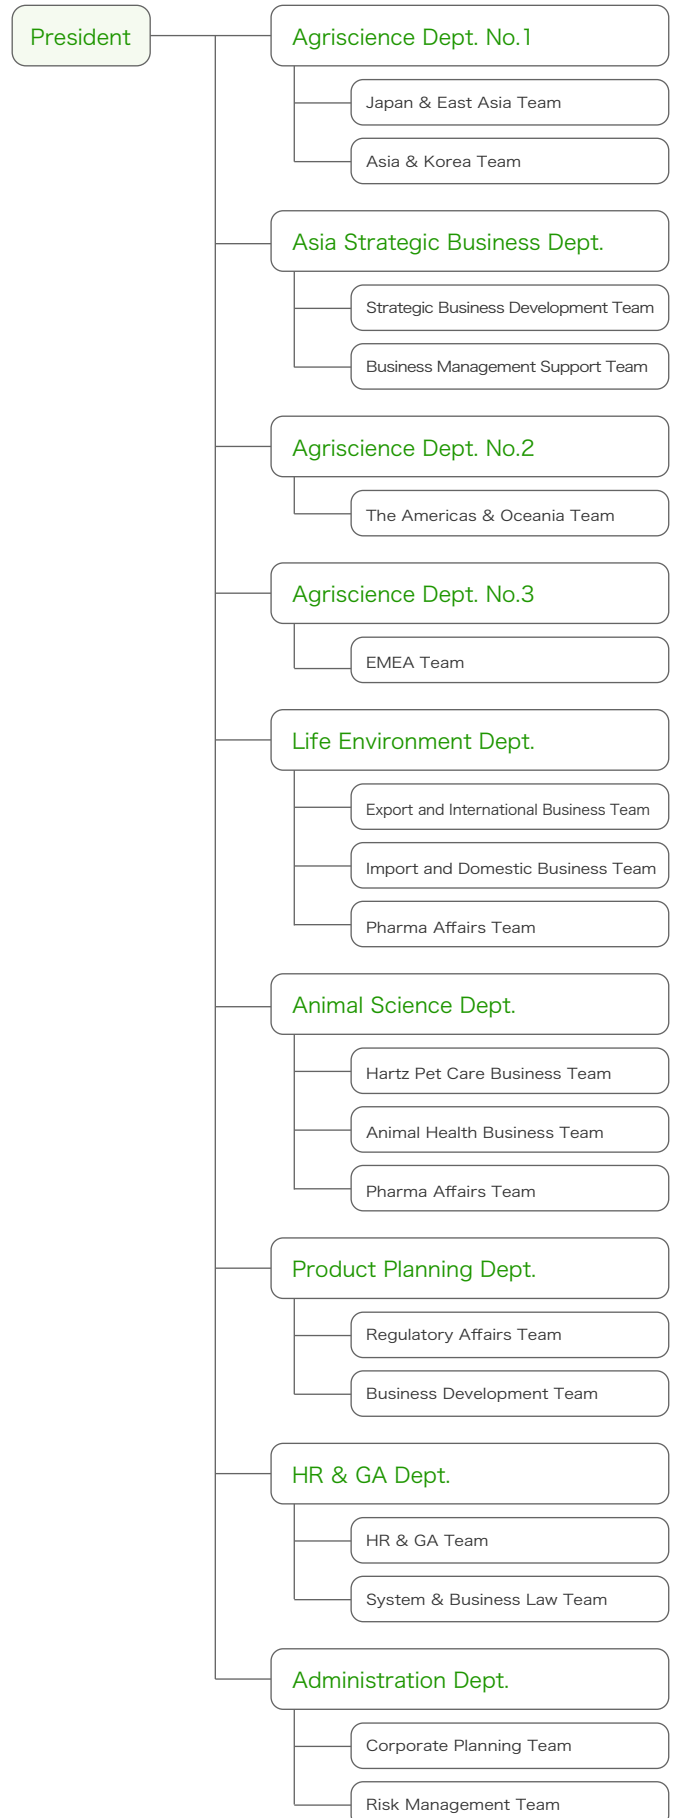 President
Agriscience Dept. No.1
Japan & East Asia Team
Asia & Korea Team
Asia Strategic Business Dept.
Strategic Business Development Team
Business Management Support Team
Agriscience Dept. No.2
The Americas & Oceania Team
Agriscience Dept. No.3
EMEA Team
Life Environment Dept.
Export and International Business Team
Import and Domestic Business Team
Pharma Affairs Team
Animal Science Dept.
Hartz Pet Care Business Team
Animal Health Business Team
Pharma Affairs Team
Product Planning Dept.
Regulatory Affairs Team
Business Development Team
HR & GA Dept.
HR & GA Team
System & Business Law Team
Administration Dept.
Corporate Planning Team
Risk Management Team